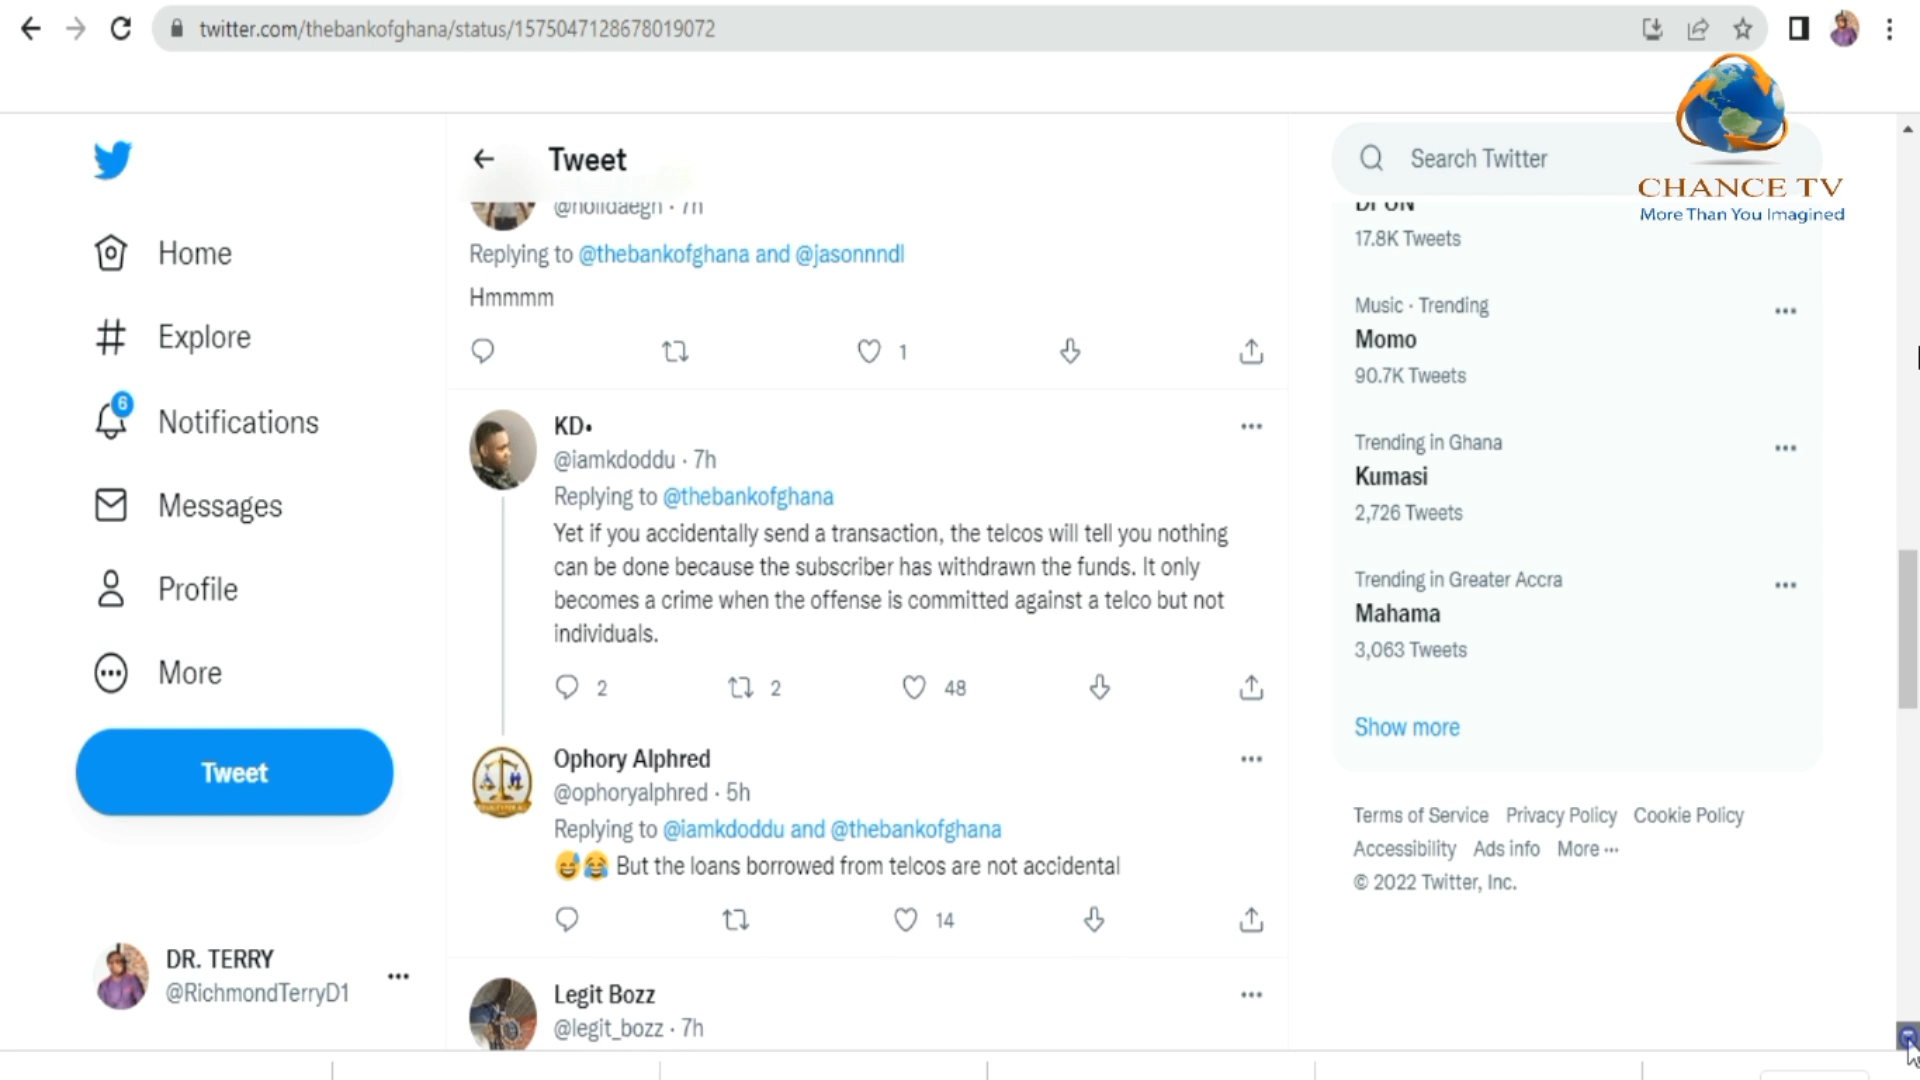 twitter.com/thebankofghana/status/1575047128678019072
CHANCE TV
More Than You Imagined
Home
Explore
6
Notifications
Messages
Profile
More
Tweet
DR. TERRY
@RichmondTerryD1
Tweet
· 7h
Replying to @thebankofghana and @jasonnndl
Hmmmm
1
KD•
@iamkdoddu · 7h
Replying to @thebankofghana
Yet if you accidentally send a transaction, the telcos will tell you nothing
can be done because the subscriber has withdrawn the funds. It only
becomes a crime when the offense is committed against a telco but not
individuals.
2 2 48
Ophory Alphred
@ophoryalphred · 5h
Replying to @iamkdoddu and @thebankofghana
😅😂 But the loans borrowed from telcos are not accidental
14
Legit Bozz
@legit_bozz · 7h
Search Twitter
17.8K Tweets
Music · Trending
Momo
90.7K Tweets
Trending in Ghana
Kumasi
2,726 Tweets
Trending in Greater Accra
Mahama
3,063 Tweets
Show more
Terms of Service Privacy Policy Cookie Policy
Accessibility Ads info More ···
© 2022 Twitter, Inc.